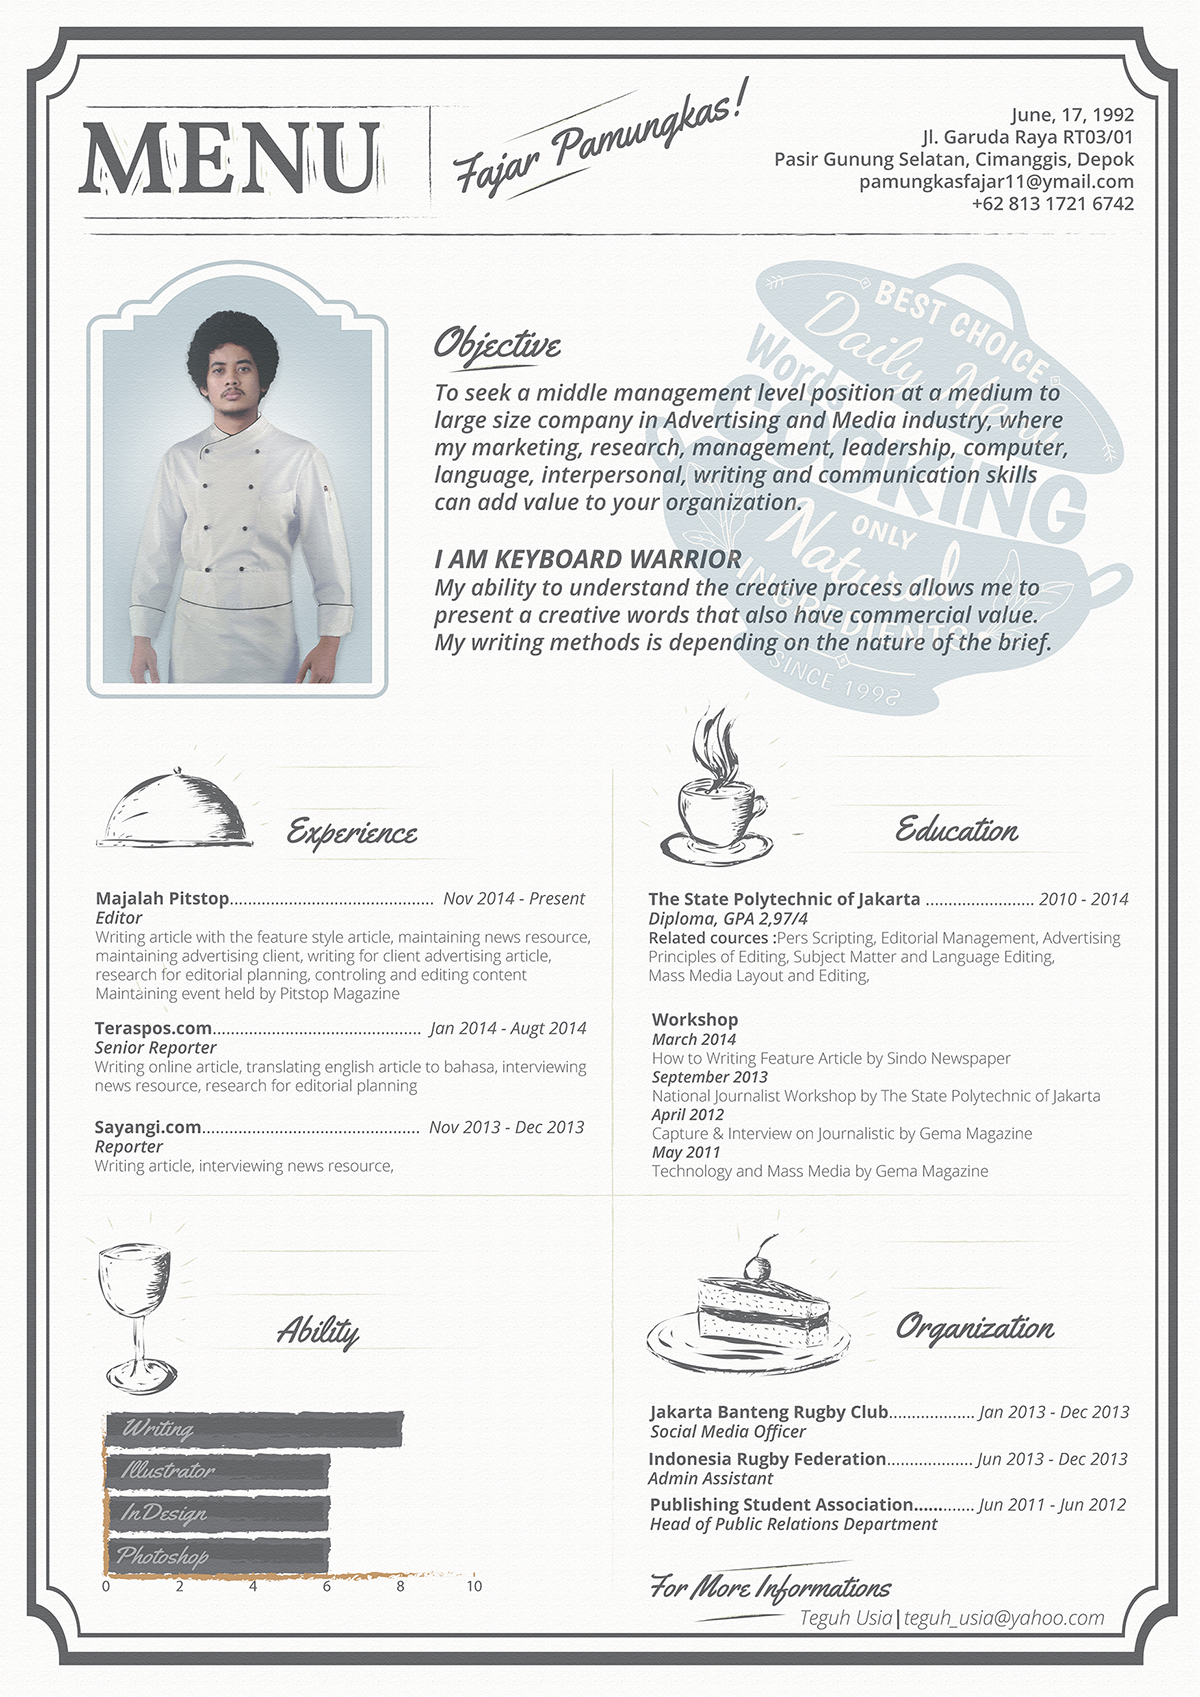 MENU
Fajar Pamungkas!
June, 17, 1992
Jl. Garuda Raya RT03/01
Pasir Gunung Selatan, Cimanggis, Depok
pamungkasfajar11@ymail.com
+62 813 1721 6742
BEST CHOICE
Daily Menu
Words
COOKING
ONLY
Natural
INGREDIENTS
SINCE 1992
Objective
To seek a middle management level position at a medium to
large size company in Advertising and Media industry, where
my marketing, research, management, leadership, computer,
language, interpersonal, writing and communication skills
can add value to your organization.
I AM KEYBOARD WARRIOR
My ability to understand the creative process allows me to
present a creative words that also have commercial value.
My writing methods is depending on the nature of the brief.
Experience
Majalah Pitstop............................................. Nov 2014 - Present
Editor
Writing article with the feature style article, maintaining news resource,
maintaining advertising client, writing for client advertising article,
research for editorial planning, controling and editing content
Maintaining event held by Pitstop Magazine
Teraspos.com.............................................. Jan 2014 - Augt 2014
Senior Reporter
Writing online article, translating english article to bahasa, interviewing
news resource, research for editorial planning
Sayangi.com................................................ Nov 2013 - Dec 2013
Reporter
Writing article, interviewing news resource,
Education
The State Polytechnic of Jakarta ........................ 2010 - 2014
Diploma, GPA 2,97/4
Related cources :Pers Scripting, Editorial Management, Advertising
Principles of Editing, Subject Matter and Language Editing,
Mass Media Layout and Editing,
Workshop
March 2014
How to Writing Feature Article by Sindo Newspaper
September 2013
National Journalist Workshop by The State Polytechnic of Jakarta
April 2012
Capture & Interview on Journalistic by Gema Magazine
May 2011
Technology and Mass Media by Gema Magazine
Ability
Writing
Illustrator
InDesign
Photoshop
0 2 4 6 8 10
Organization
Jakarta Banteng Rugby Club................... Jan 2013 - Dec 2013
Social Media Officer
Indonesia Rugby Federation................... Jun 2013 - Dec 2013
Admin Assistant
Publishing Student Association............. Jun 2011 - Jun 2012
Head of Public Relations Department
For More Informations
Teguh Usia|teguh_usia@yahoo.com